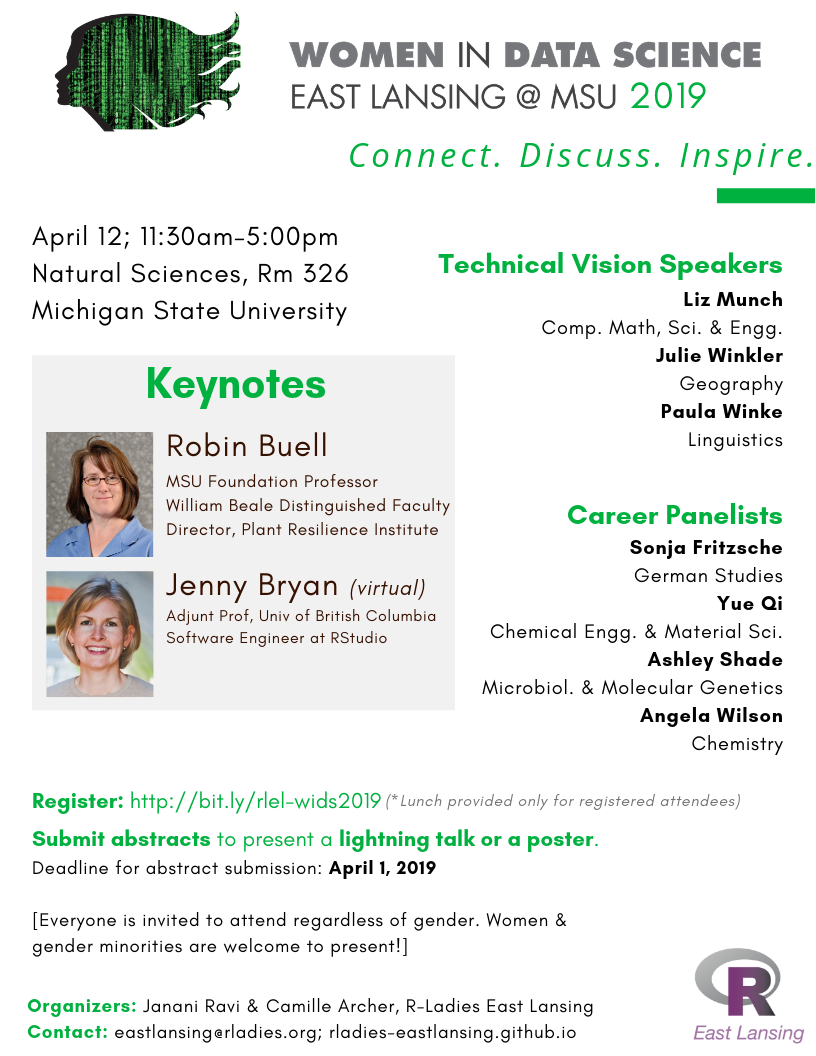 WOMEN IN DATA SCIENCE
EAST LANSING @ MSU 2019
Connect. Discuss. Inspire.
April 12; 11:30am-5:00pm
Natural Sciences, Rm 326
Michigan State University
Keynotes
Robin Buell
MSU Foundation Professor
William Beale Distinguished Faculty
Director, Plant Resilience Institute
Jenny Bryan (virtual)
Adjunt Prof, Univ of British Columbia
Software Engineer at RStudio
Technical Vision Speakers
Liz Munch
Comp. Math, Sci. & Engg.
Julie Winkler
Geography
Paula Winke
Linguistics
Career Panelists
Sonja Fritzsche
German Studies
Yue Qi
Chemical Engg. & Material Sci.
Ashley Shade
Microbiol. & Molecular Genetics
Angela Wilson
Chemistry
Register: http://bit.ly/rlel-wids2019 (*Lunch provided only for registered attendees)
Submit abstracts to present a lightning talk or a poster.
Deadline for abstract submission: April 1, 2019
[Everyone is invited to attend regardless of gender. Women &
gender minorities are welcome to present!]
Organizers: Janani Ravi & Camille Archer, R-Ladies East Lansing
Contact: eastlansing@rladies.org; rladies-eastlansing.github.io
R
East Lansing